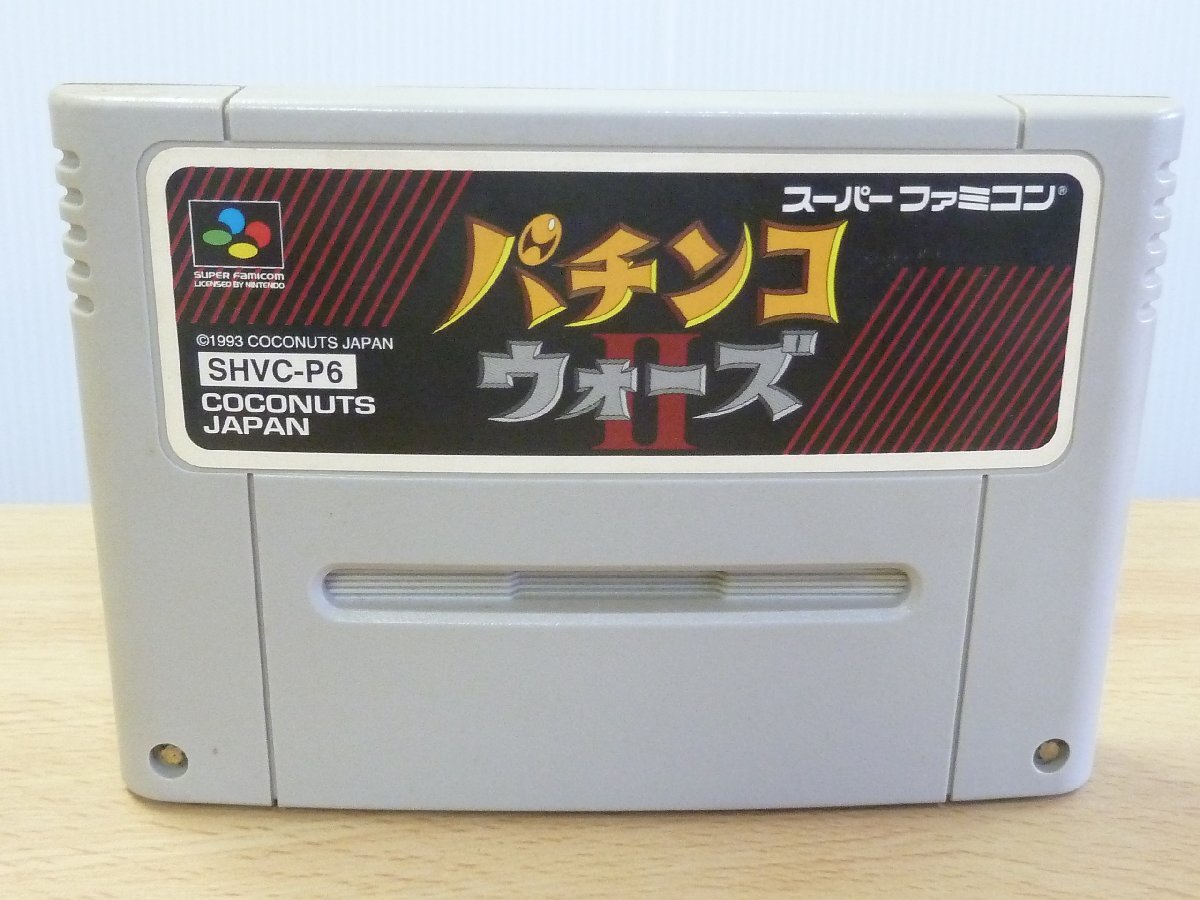 スーパーファミコン®
SUPER FAMICOM
LICENSED BY NINTENDO
パチンコ
ウォーズ
II
©1993 COCONUTS JAPAN
SHVC-P6
COCONUTS
JAPAN